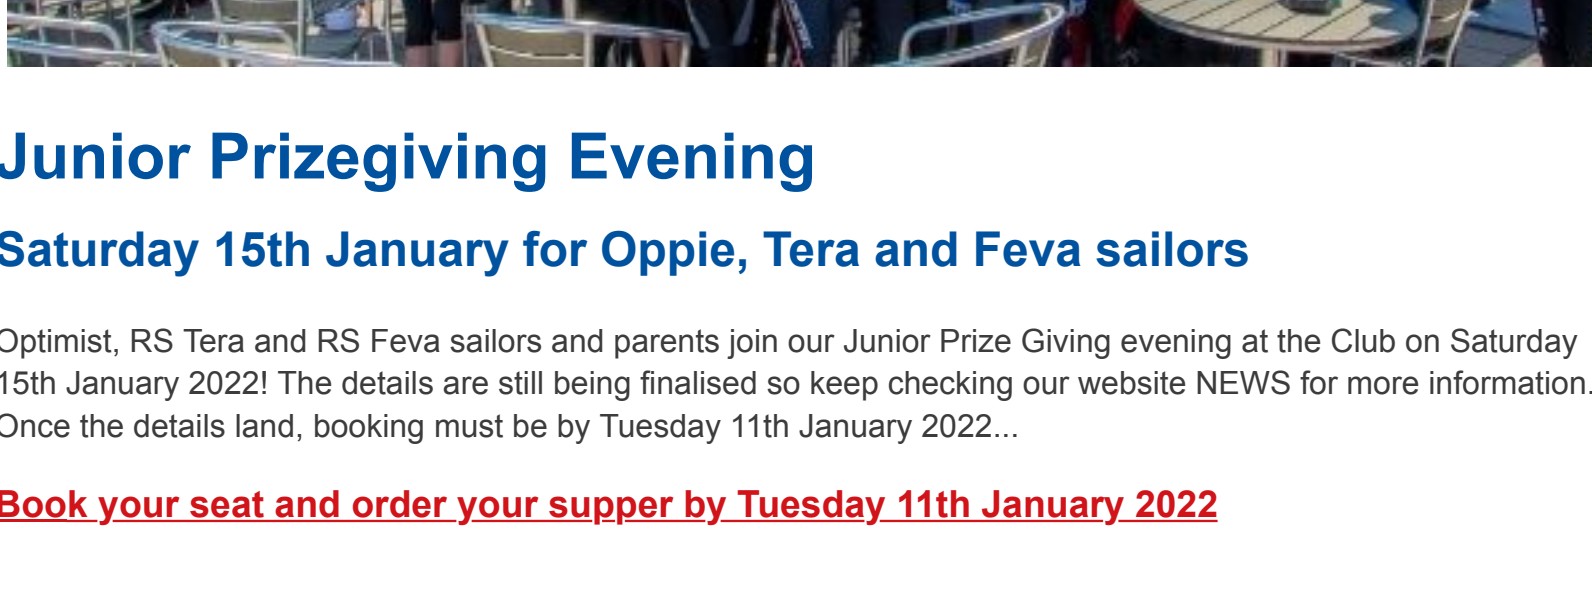 Junior Prizegiving Evening
Saturday 15th January for Oppie, Tera and Feva sailors
Optimist, RS Tera and RS Feva sailors and parents join our Junior Prize Giving evening at the Club on Saturday
15th January 2022! The details are still being finalised so keep checking our website NEWS for more information.
Once the details land, booking must be by Tuesday 11th January 2022...
Book your seat and order your supper by Tuesday 11th January 2022